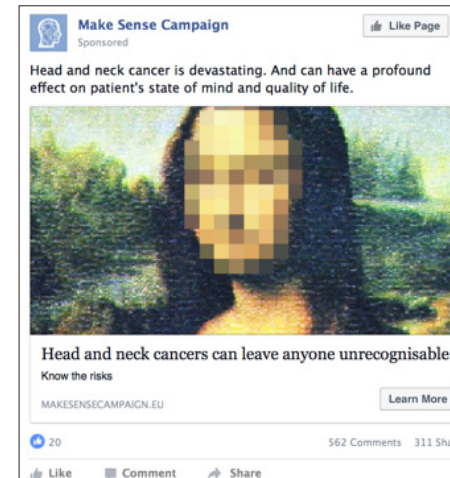 Make Sense Campaign
Like Page
Sponsored
Head and neck cancer is devastating. And can have a profound
effect on patient's state of mind and quality of life.
Head and neck cancers can leave anyone unrecognisable.
Know the risks
MAKESENSECAMPAIGN.EU
Learn More
20
562 Comments 311 Sha
Like Comment Share